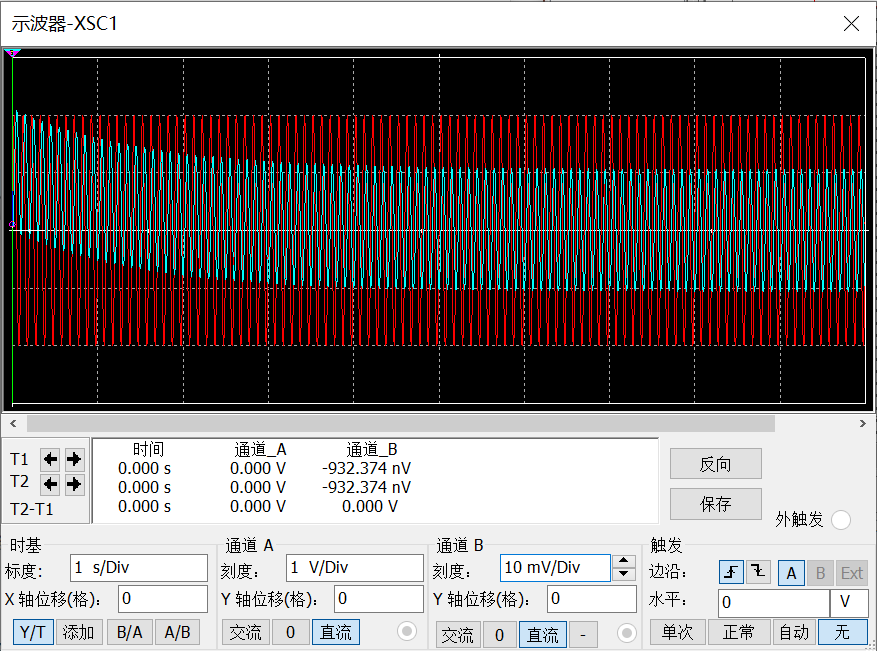 示波器-XSC1
时间 通道_A 通道_B
T1 0.000 s 0.000 V -932.374 nV
T2 0.000 s 0.000 V -932.374 nV
T2-T1 0.000 s 0.000 V 0.000 V
反向
保存
外触发
时基
标度: 1 s/Div
X 轴位移(格): 0
Y/T 添加 B/A A/B
通道 A
刻度: 1 V/Div
Y 轴位移(格): 0
交流 0 直流
通道 B
刻度: 10 mV/Div
Y 轴位移(格): 0
交流 0 直流 -
触发
边沿: A B Ext
水平: 0 V
单次 正常 自动 无